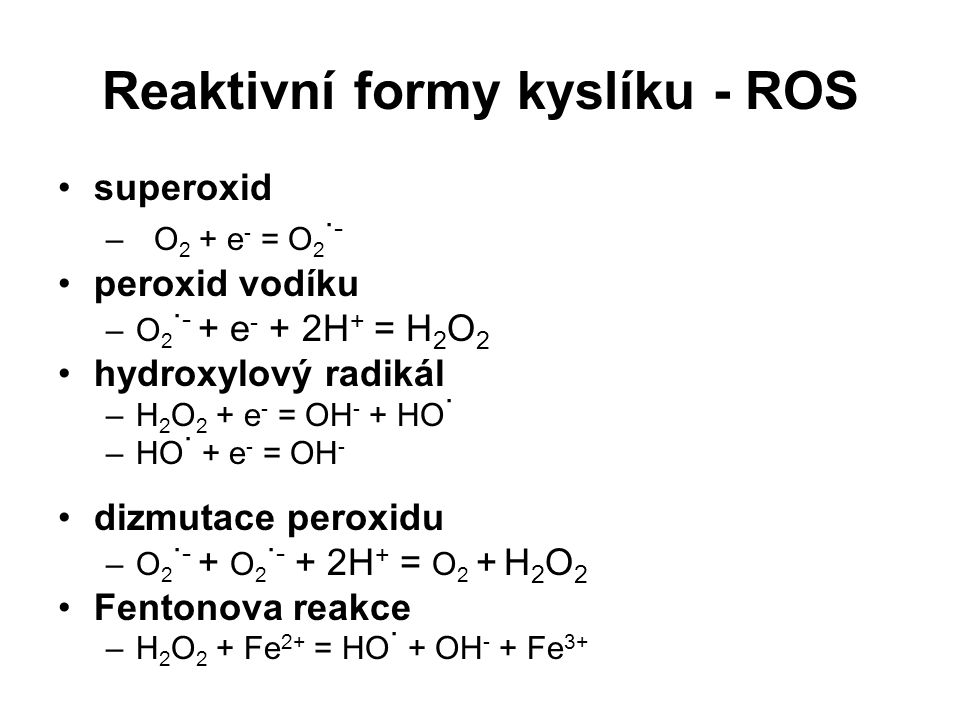 Reaktivní formy kyslíku - ROS
• superoxid
– O₂ + e⁻ = O₂˙⁻
• peroxid vodíku
– O₂˙⁻ + e⁻ + 2H⁺ = H₂O₂
• hydroxylový radikál
– H₂O₂ + e⁻ = OH⁻ + HO˙
– HO˙ + e⁻ = OH⁻
• dizmutace peroxidu
– O₂˙⁻ + O₂˙⁻ + 2H⁺ = O₂ + H₂O₂
• Fentonova reakce
– H₂O₂ + Fe²⁺ = HO˙ + OH⁻ + Fe³⁺